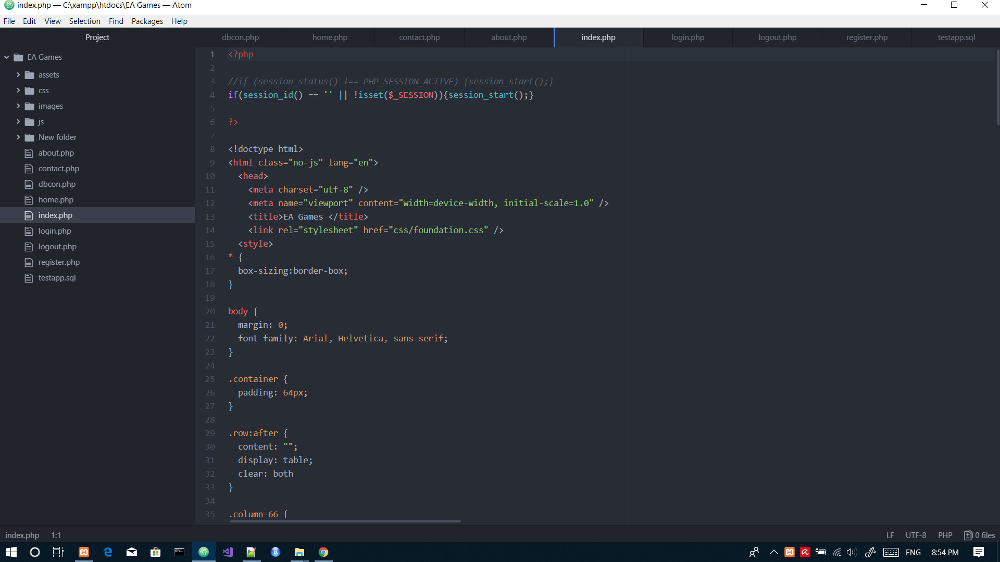 index.php — C:\xampp\htdocs\EA Games — Atom
File Edit View Selection Find Packages Help
Project
dbcon.php home.php contact.php about.php index.php login.php logout.php register.php testapp.sql
EA Games
assets
css
images
js
New folder
about.php
contact.php
dbcon.php
home.php
index.php
login.php
logout.php
register.php
testapp.sql
1 <?php
2
3 //if (session_status() !== PHP_SESSION_ACTIVE) {session_start();}
4 if(session_id() == '' || !isset($_SESSION)){session_start();}
5
6 ?>
7
8 <!doctype html>
9 <html class="no-js" lang="en">
10 <head>
11 <meta charset="utf-8" />
12 <meta name="viewport" content="width=device-width, initial-scale=1.0" />
13 <title>EA Games </title>
14 <link rel="stylesheet" href="css/foundation.css" />
15 <style>
16 * {
17 box-sizing:border-box;
18 }
19
20 body {
21 margin: 0;
22 font-family: Arial, Helvetica, sans-serif;
23 }
24
25 .container {
26 padding: 64px;
27 }
28
29 .row:after {
30 content: "";
31 display: table;
32 clear: both
33 }
34
35 .column-66 {
index.php 1:1 LF UTF-8 PHP 0 files
ENG 8:54 PM